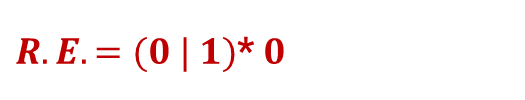 R. E. = (0 | 1)* 0